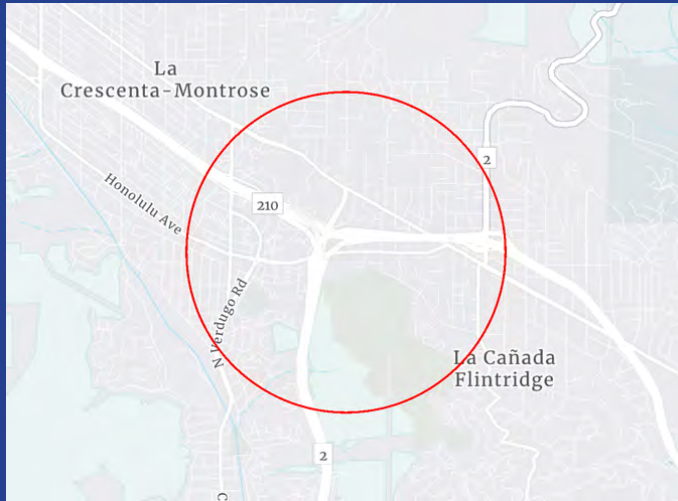 La
Crescenta-Montrose
2
Honolulu Ave
210
N Verdugo Rd
La Cañada
Flintridge
2